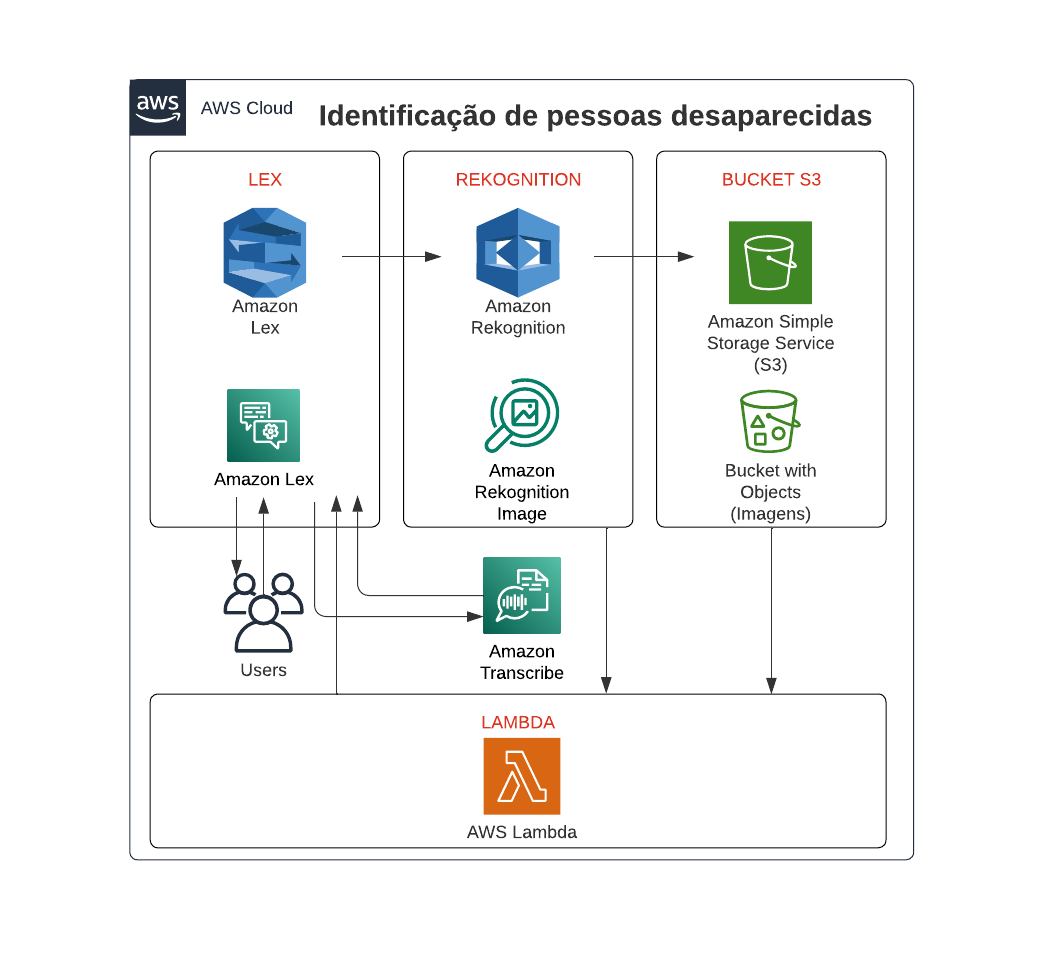 aws
AWS Cloud
Identificação de pessoas desaparecidas
LEX
Amazon
Lex
Amazon Lex
REKOGNITION
Amazon
Rekognition
Amazon
Rekognition
Image
BUCKET S3
Amazon Simple
Storage Service
(S3)
Bucket with
Objects
(Imagens)
Users
Amazon
Transcribe
LAMBDA
AWS Lambda